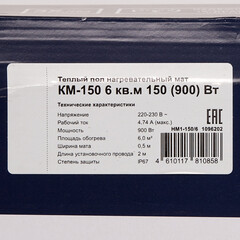 Теплый пол нагревательный мат
КМ-150 6 кв.м 150 (900) Вт
Технические характеристики
Напряжение 220-230 В ~
Рабочий ток 4,74 А (макс.)
Мощность 900 Вт
Площадь обогрева 6,0 м²
Ширина мата 0,5 м
Длина установочного провода 2 м
Степень защиты IP67
EAC
НМ1-150/6 1096202
4 610117 810858